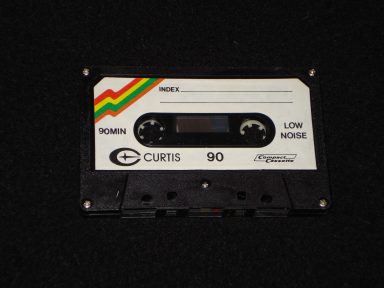 INDEX
90MIN
LOW
NOISE
CURTIS
90
Compact
Cassette